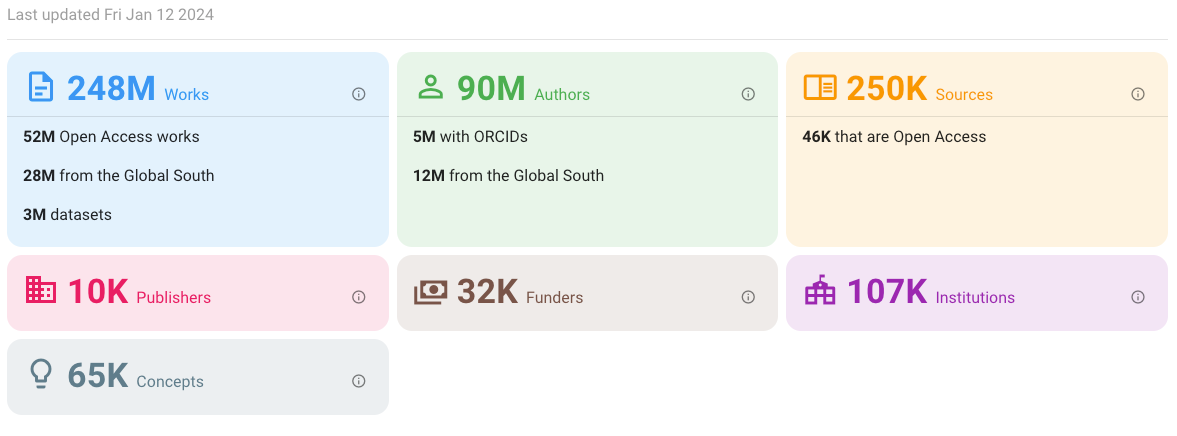 Last updated Fri Jan 12 2024
248M Works
52M Open Access works
28M from the Global South
3M datasets
90M Authors
5M with ORCIDs
12M from the Global South
250K Sources
46K that are Open Access
10K Publishers
32K Funders
107K Institutions
65K Concepts